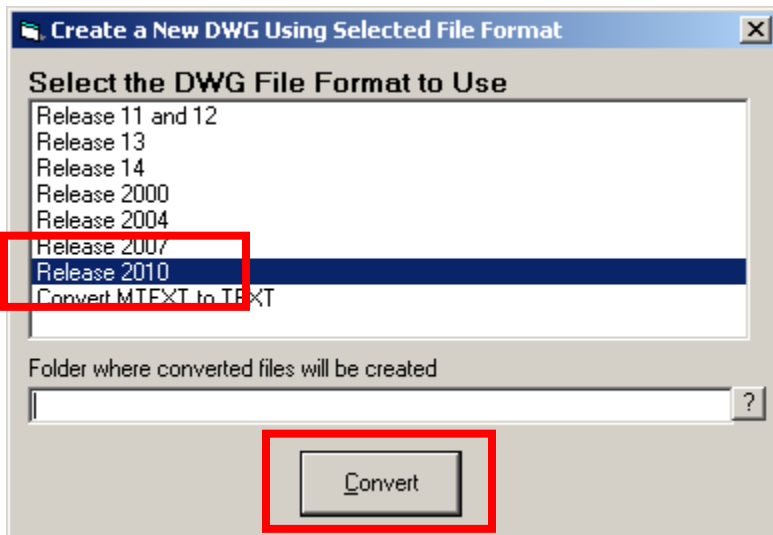 Create a New DWG Using Selected File Format
Select the DWG File Format to Use
Release 11 and 12
Release 13
Release 14
Release 2000
Release 2004
Release 2007
Release 2010
Convert MTEXT to TEXT
Folder where converted files will be created
?
Convert